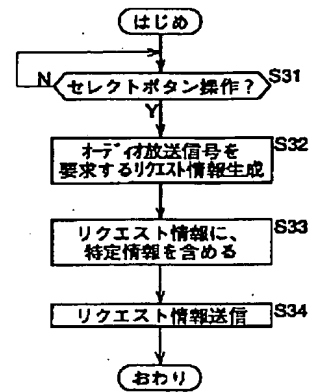 はじめ
N セレクトボタン操作? S31
Y
S32
オーディオ放送信号を
要求するリクエスト情報生成
S33
リクエスト情報に、
特定情報を含める
リクエスト情報送信 S34
おわり